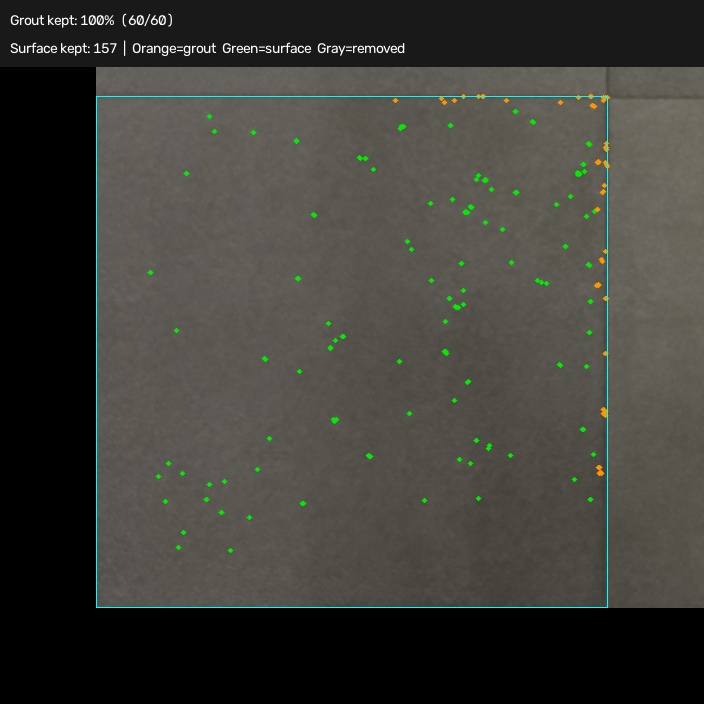 Grout kept: 100% (60/60)
Surface kept: 157 | Orange=grout Green=surface Gray=removed